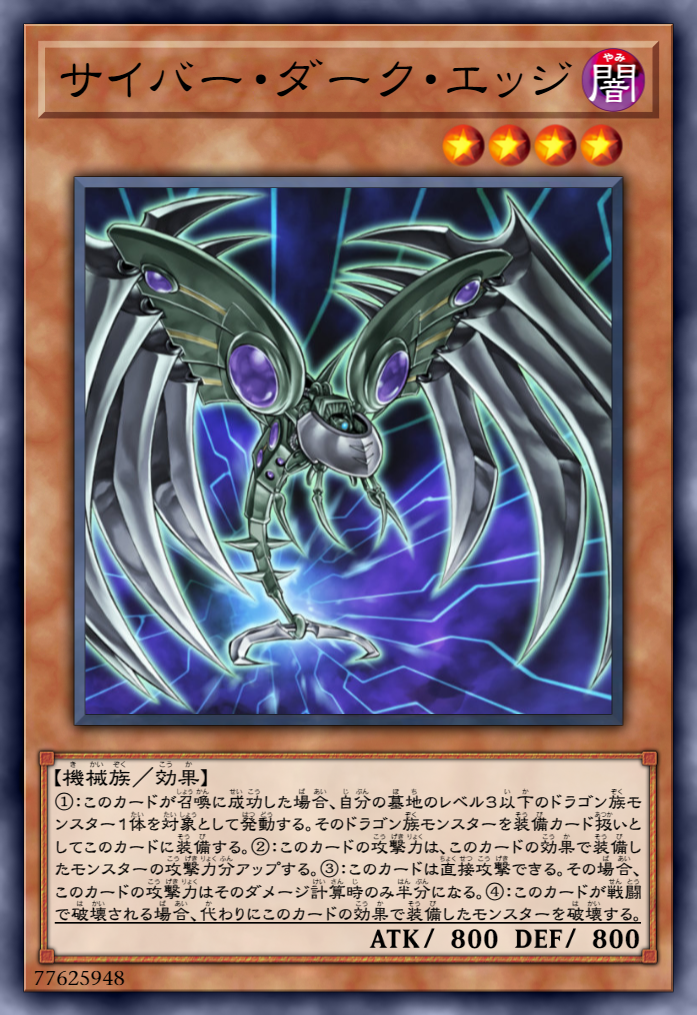 サイバー・ダーク・エッジ
やみ
闇
【機械族／効果】
①:このカードが召喚に成功した場合、自分の墓地のレベル３以下のドラゴン族モ
ンスター１体を対象として発動する。そのドラゴン族モンスターを装備カード扱いと
してこのカードに装備する。②:このカードの攻撃力は、このカードの効果で装備し
たモンスターの攻撃力分アップする。③:このカードは直接攻撃できる。その場合、
このカードの攻撃力はそのダメージ計算時のみ半分になる。④:このカードが戦闘
で破壊される場合、代わりにこのカードの効果で装備したモンスターを破壊する。
ATK/ 800 DEF/ 800
77625948